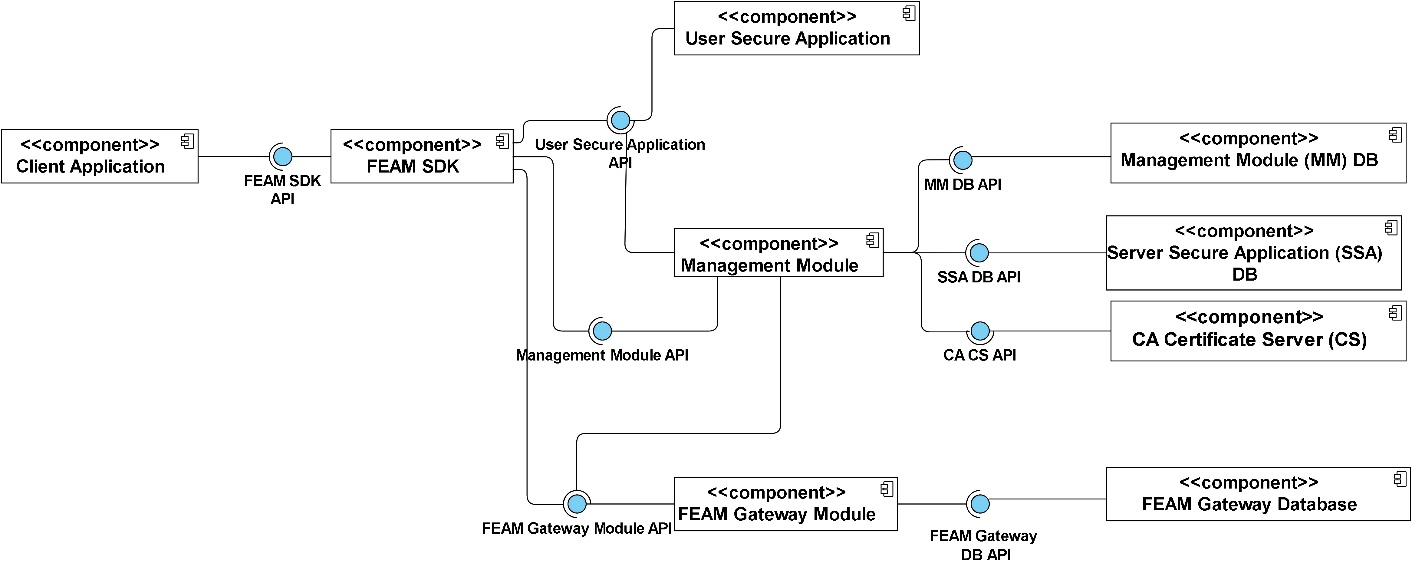 <<component>>
User Secure Application
<<component>>
Client Application
FEAM SDK
API
<<component>>
FEAM SDK
User Secure Application
API
<<component>>
Management Module (MM) DB
MM DB API
<<component>>
Management Module
<<component>>
Server Secure Application (SSA)
DB
SSA DB API
<<component>>
CA Certificate Server (CS)
CA CS API
Management Module API
<<component>>
FEAM Gateway Module
FEAM Gateway Module API
<<component>>
FEAM Gateway Database
FEAM Gateway
DB API